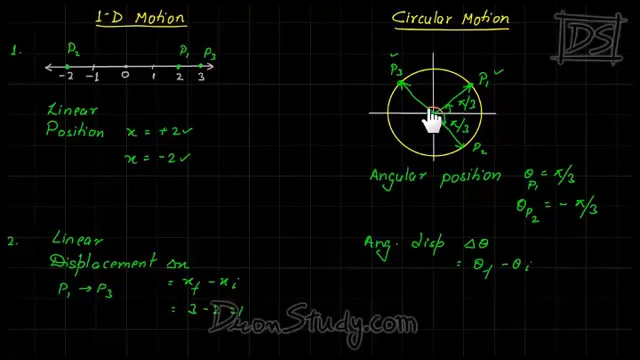 1-D Motion
1.
P2 P1 P3
-2 -1 0 1 2 3
Linear
Position x = +2 ✓
x = -2 ✓
2. Linear
Displacement Δx
P1 → P3 = xf - xi
= 3 - 2 = 1
Circular Motion
P3 ✓ P1 ✓
π/3
π/3
P2
Angular position θP1 = π/3
θP2 = - π/3
Ang. disp Δθ
= θf - θi
DS
DronStudy.com